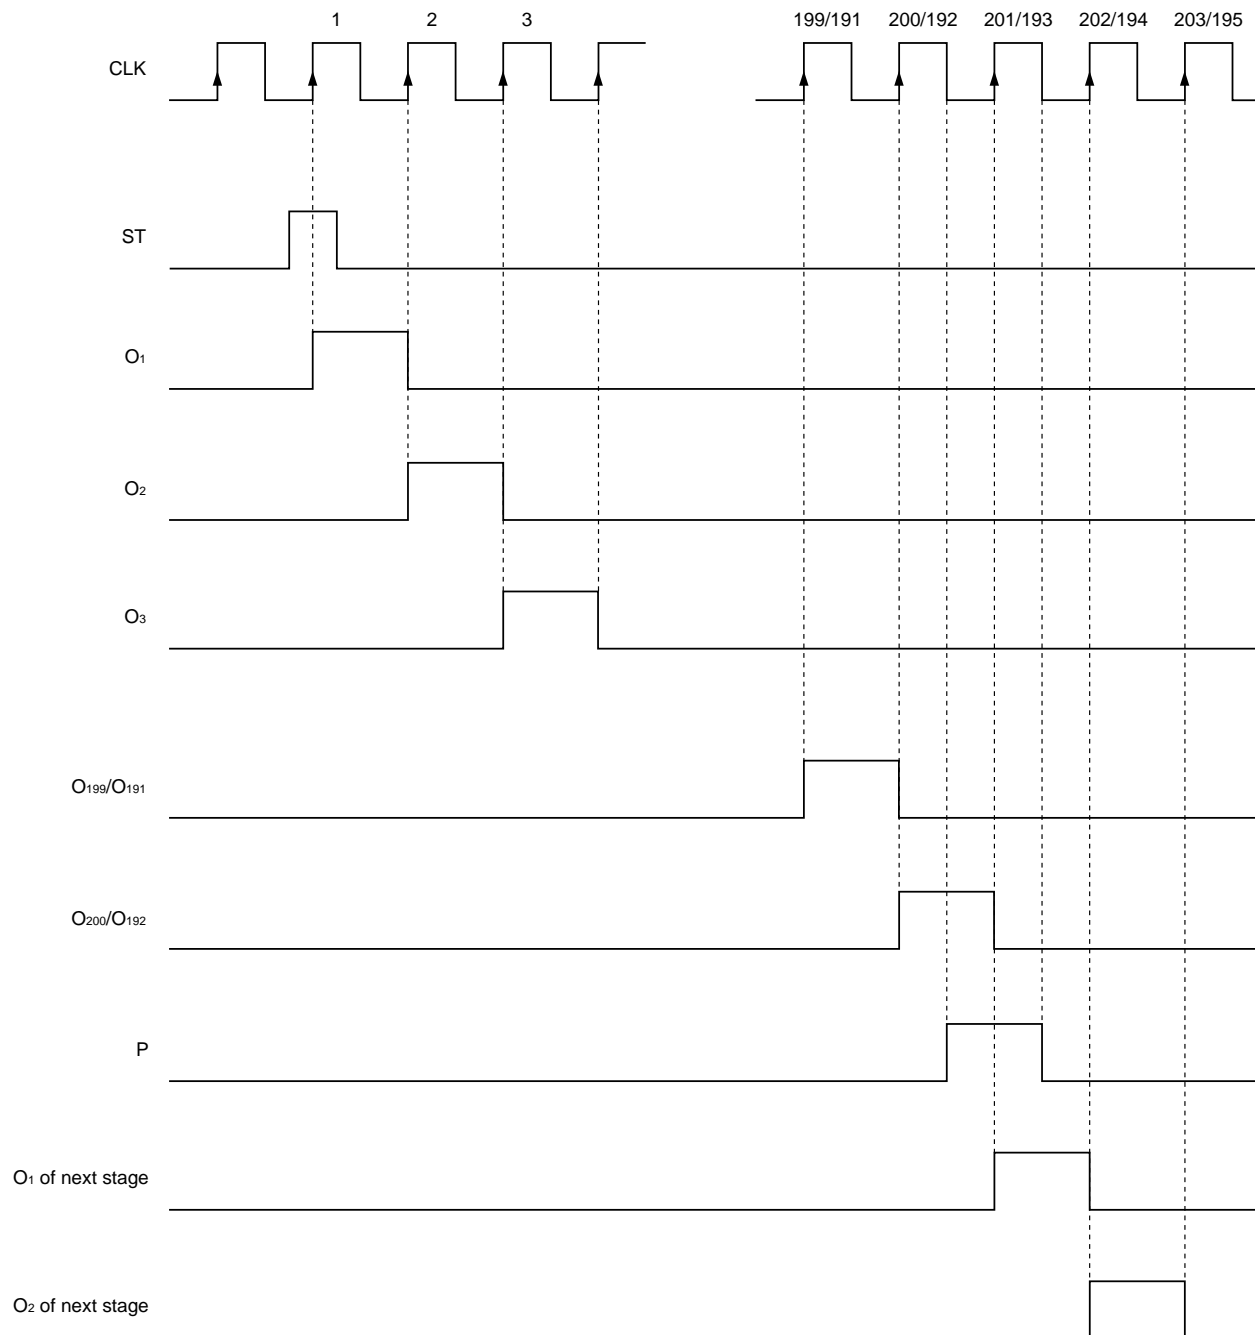 1 2 3 199/191 200/192 201/193 202/194 203/195
CLK
ST
O1
O2
O3
O199/O191
O200/O192
P
O1 of next stage
O2 of next stage